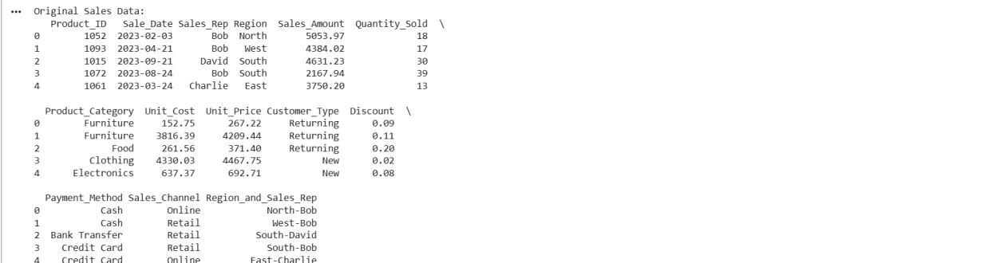 ••• Original Sales Data:
Product_ID Sale_Date Sales_Rep Region Sales_Amount Quantity_Sold \
0 1052 2023-02-03 Bob North 5053.97 18
1 1093 2023-04-21 Bob West 4384.02 17
2 1015 2023-09-21 David South 4631.23 30
3 1072 2023-08-24 Bob South 2167.94 39
4 1061 2023-03-24 Charlie East 3750.20 13
Product_Category Unit_Cost Unit_Price Customer_Type Discount \
0 Furniture 152.75 267.22 Returning 0.09
1 Furniture 3816.39 4209.44 Returning 0.11
2 Food 261.56 371.40 Returning 0.20
3 Clothing 4330.03 4467.75 New 0.02
4 Electronics 637.37 692.71 New 0.08
Payment_Method Sales_Channel Region_and_Sales_Rep
0 Cash Online North-Bob
1 Cash Retail West-Bob
2 Bank Transfer Retail South-David
3 Credit Card Retail South-Bob
4 Credit Card Online East-Charlie